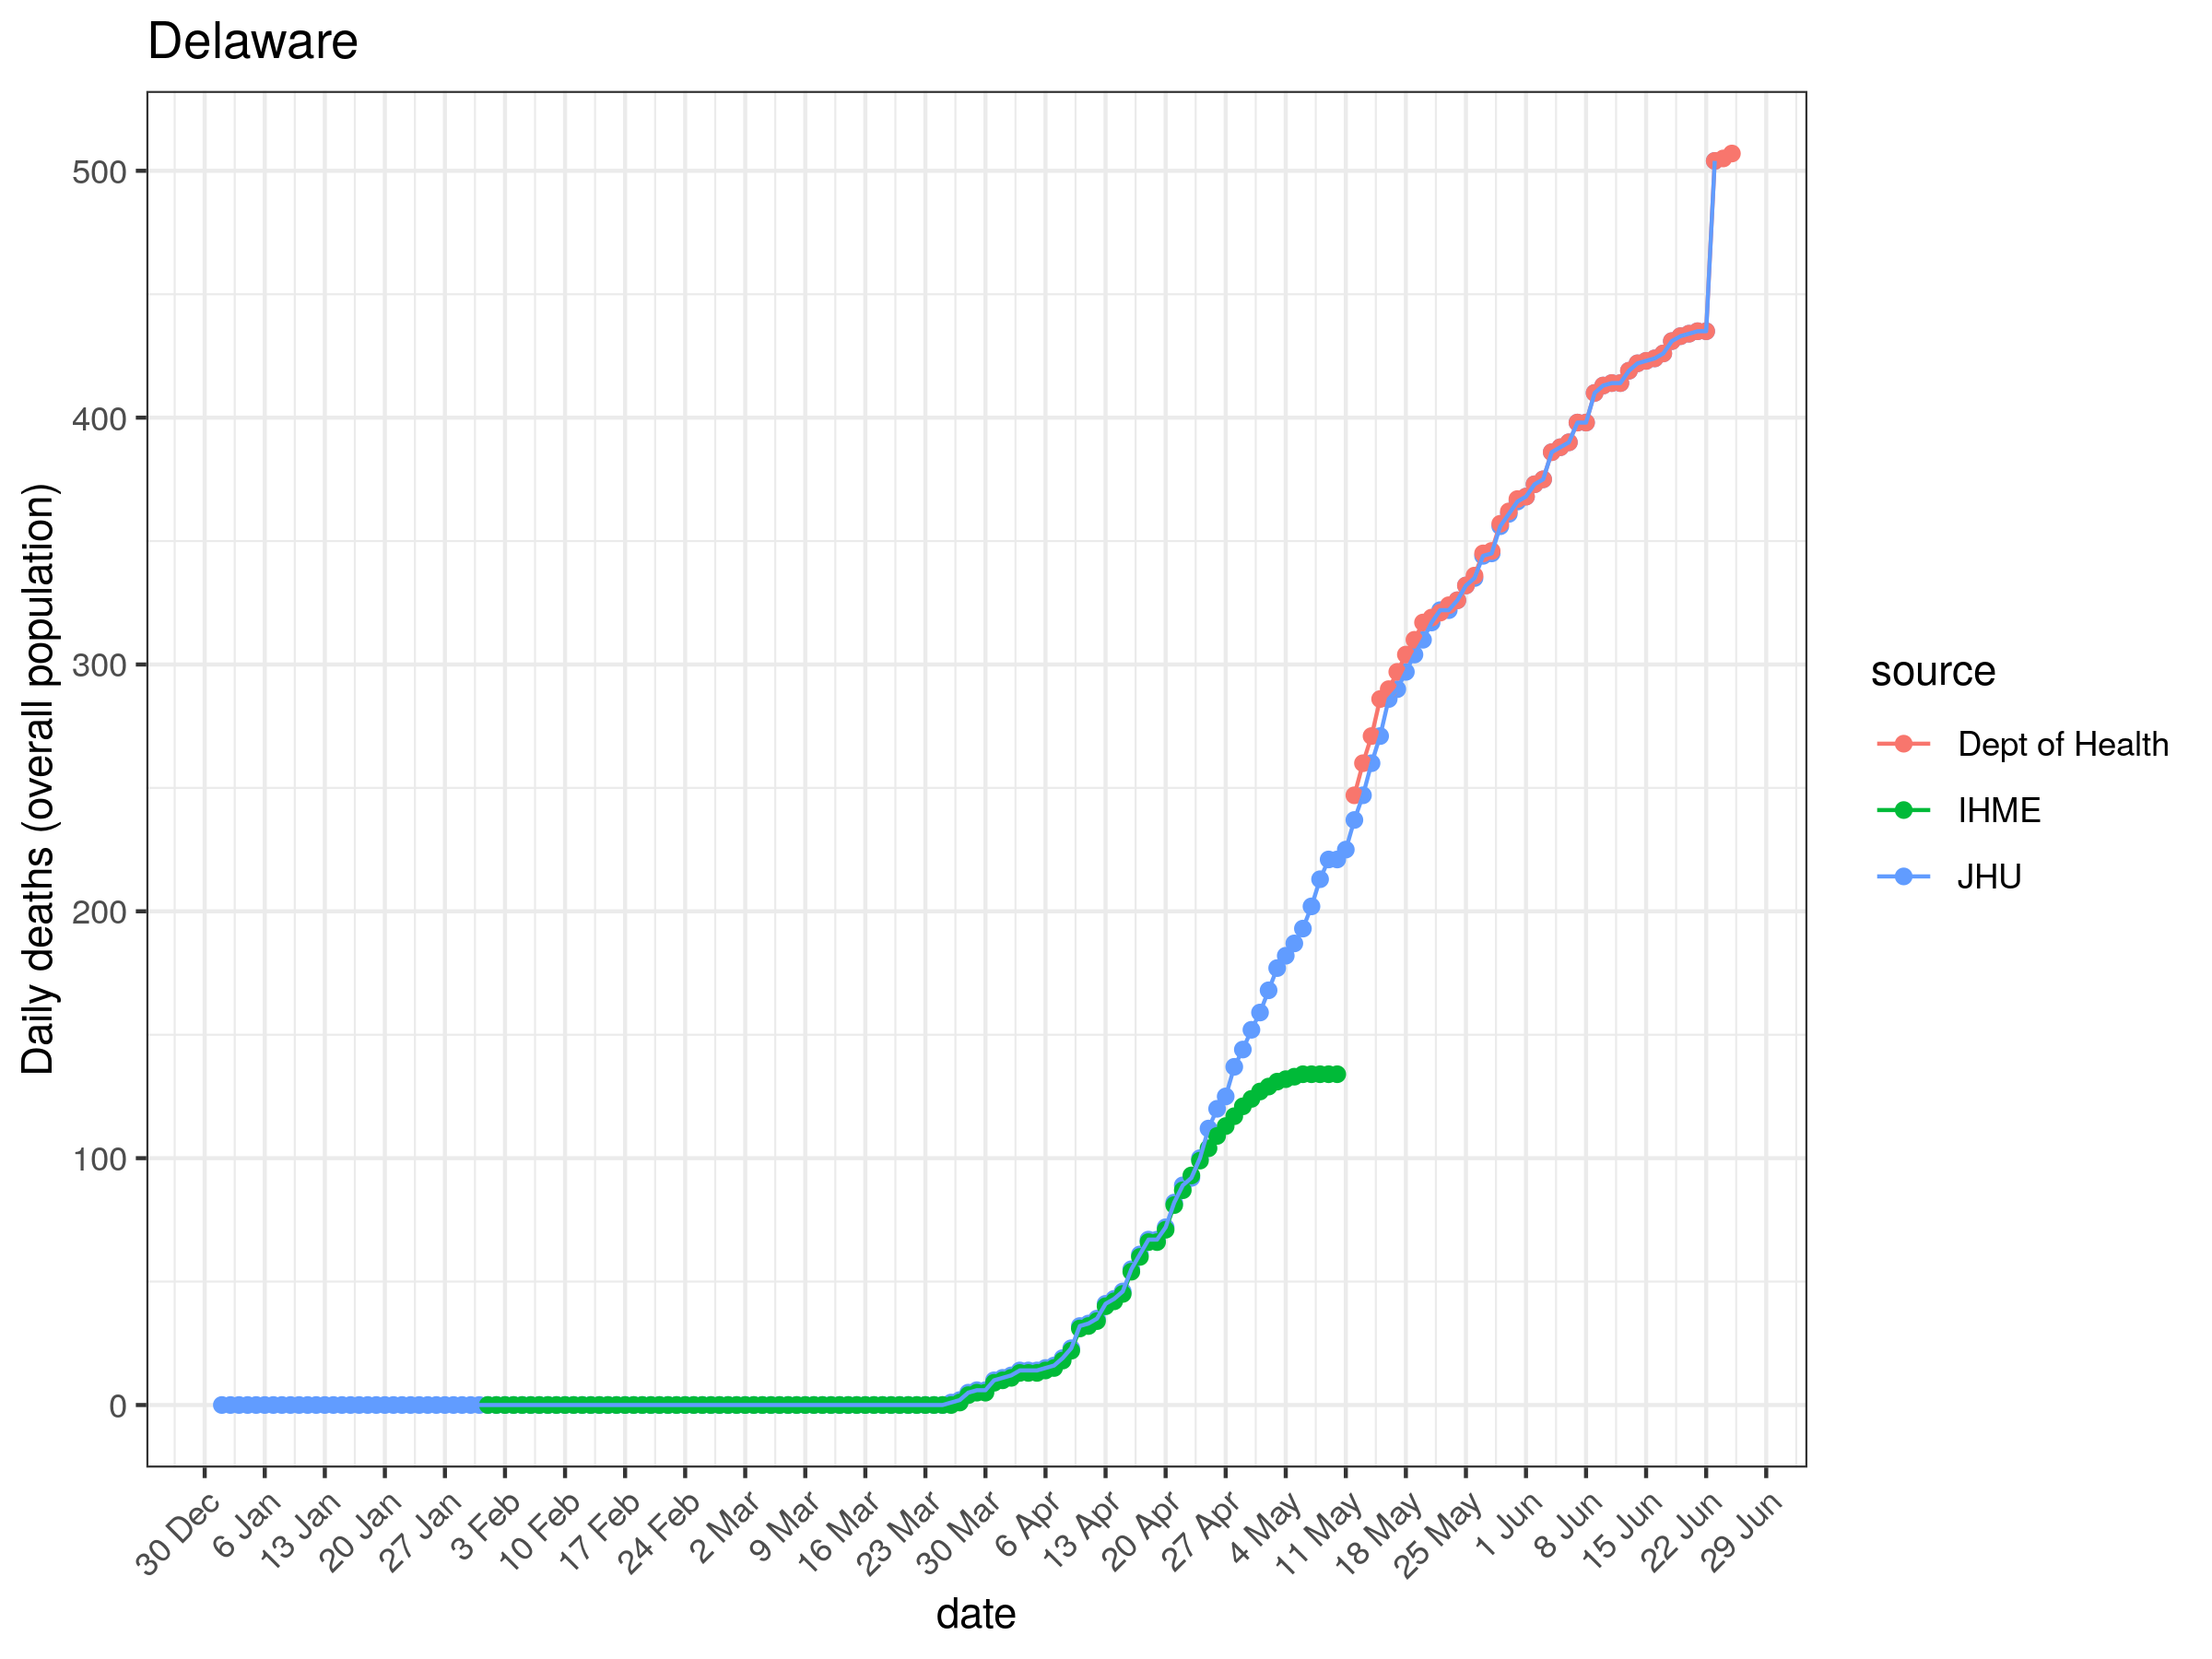 Delaware
Daily deaths (overall population)
500
400
300
200
100
0
30 Dec
6 Jan
13 Jan
20 Jan
27 Jan
3 Feb
10 Feb
17 Feb
24 Feb
2 Mar
9 Mar
16 Mar
23 Mar
30 Mar
6 Apr
13 Apr
20 Apr
27 Apr
4 May
11 May
18 May
25 May
1 Jun
8 Jun
15 Jun
22 Jun
29 Jun
date
source
Dept of Health
IHME
JHU